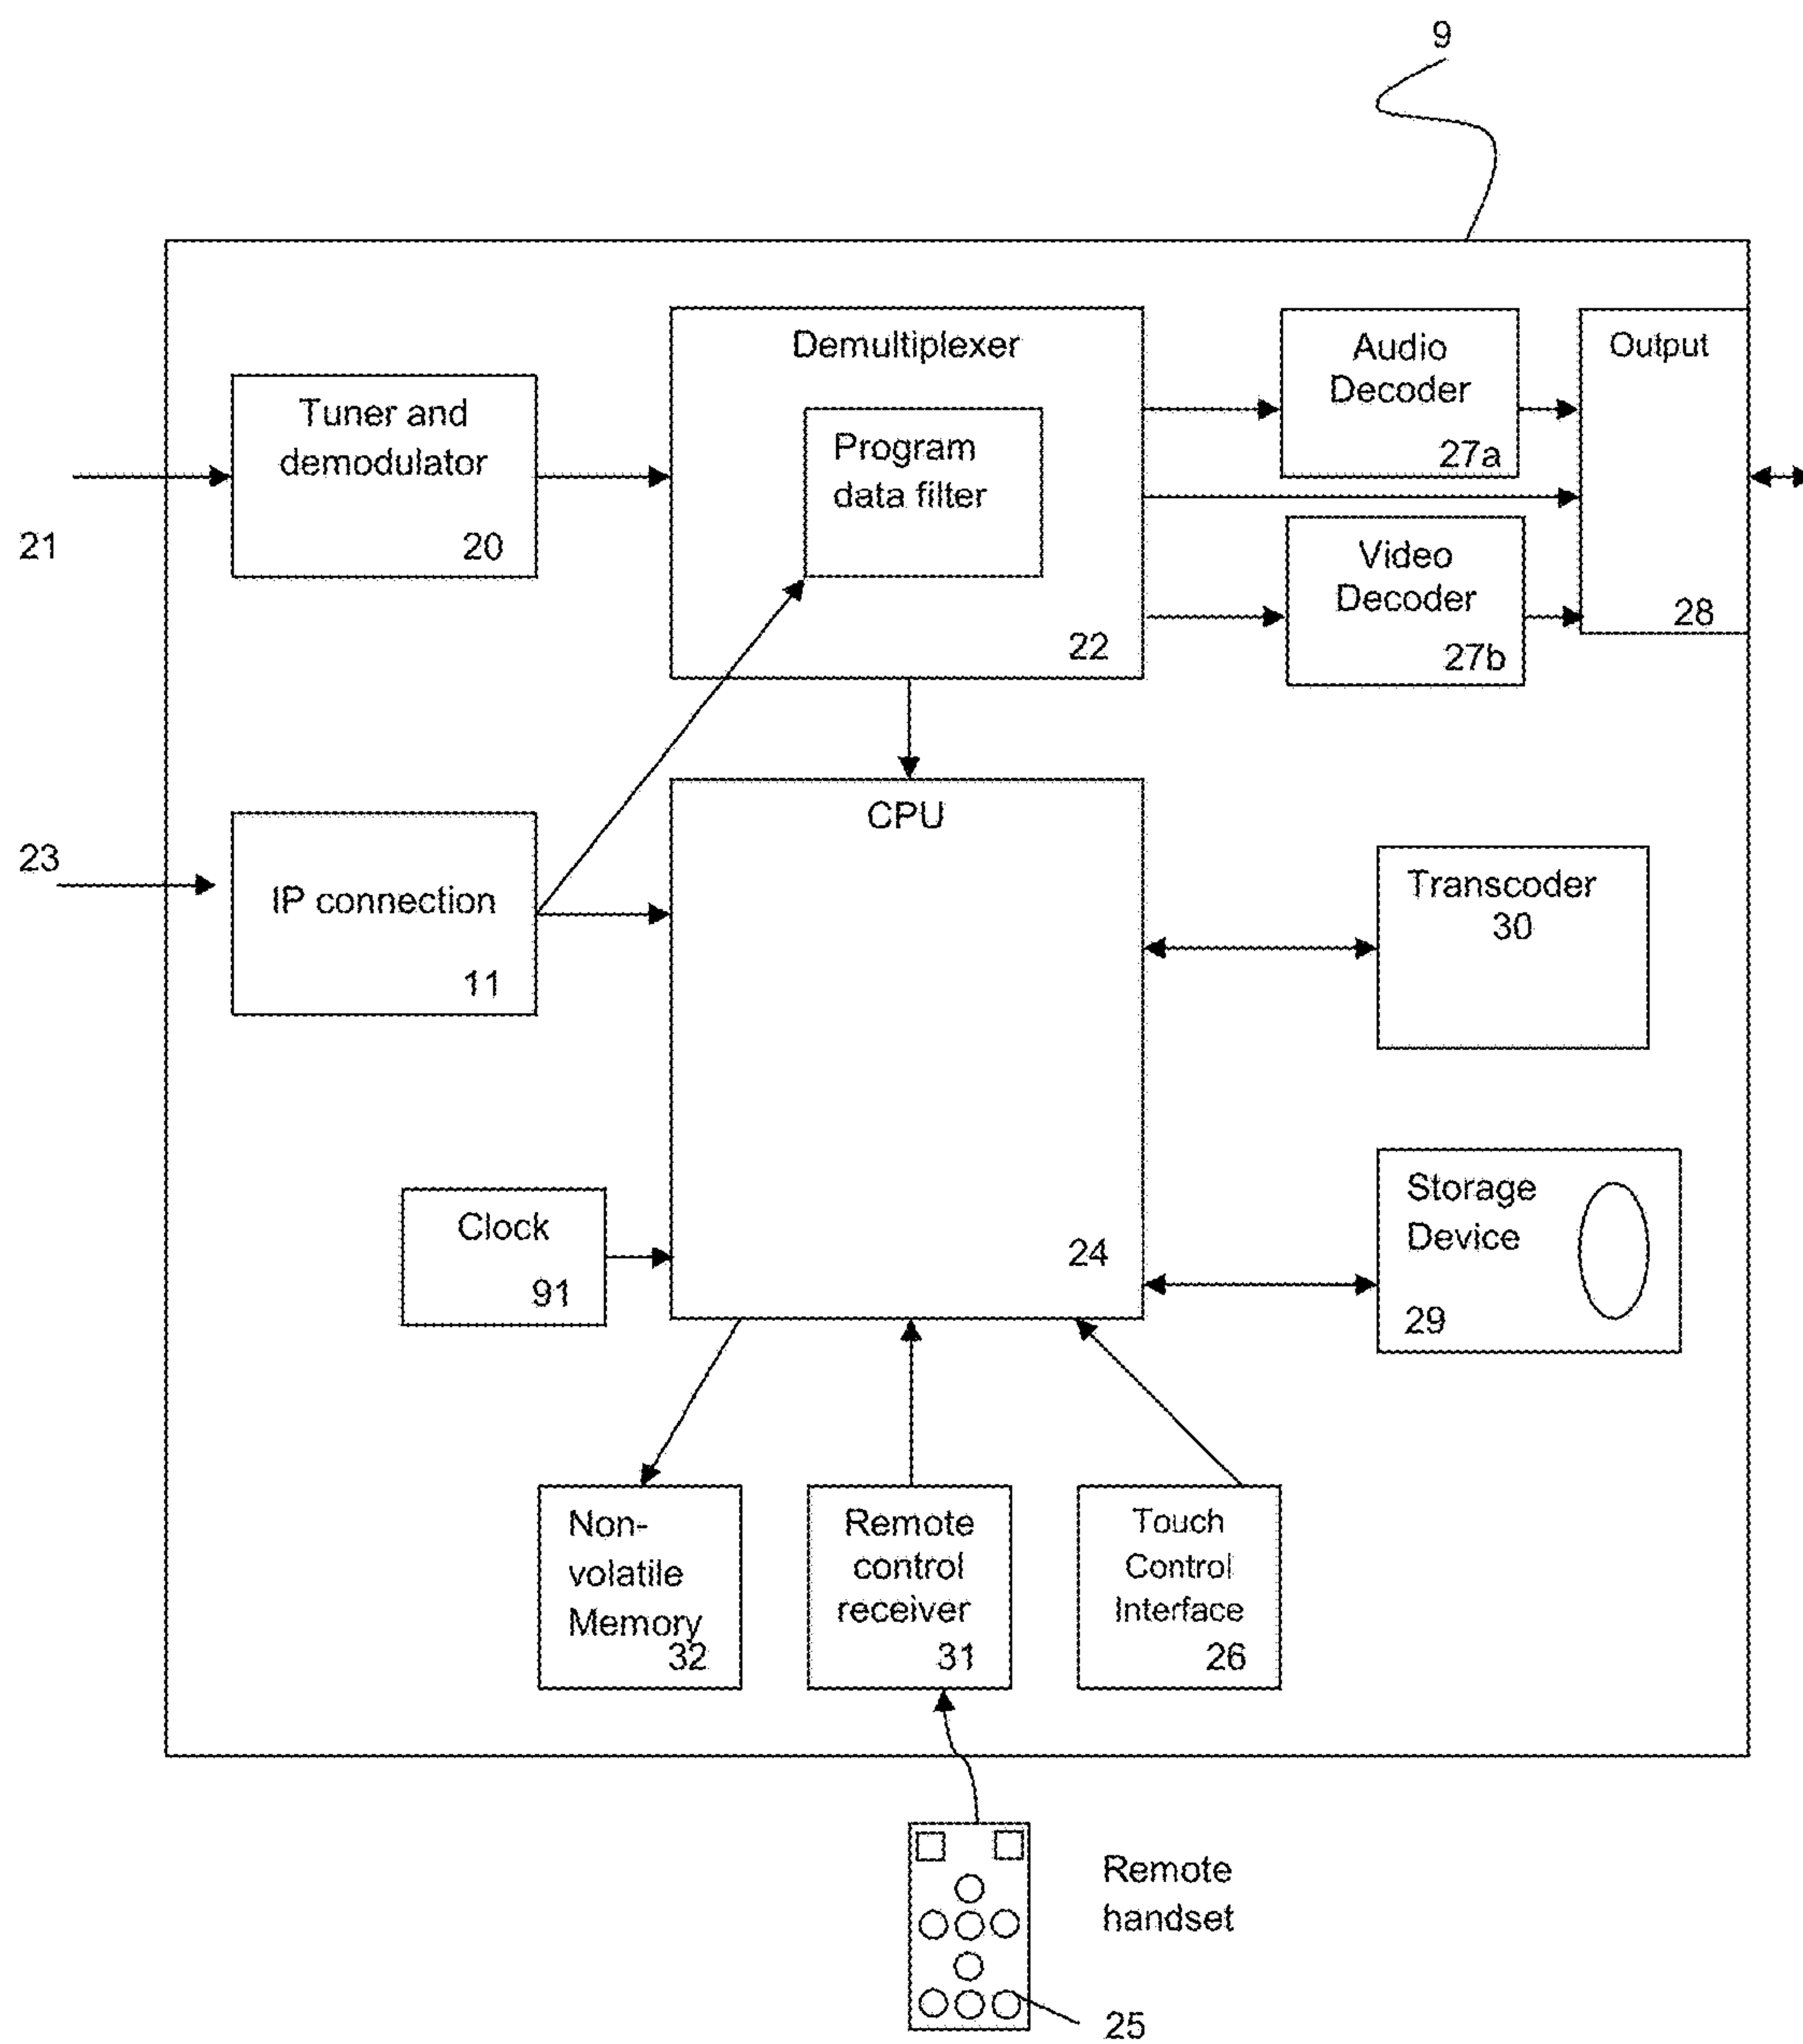 9
Demultiplexer
Audio
Decoder
27a
Output
Tuner and
demodulator
20
Program
data filter
21
22
Video
Decoder
27b
28
23
IP connection
11
CPU
24
Transcoder
30
Clock
91
Storage
Device
29
Non-
volatile
Memory
32
Remote
control
receiver
31
Touch
Control
Interface
26
Remote
handset
25